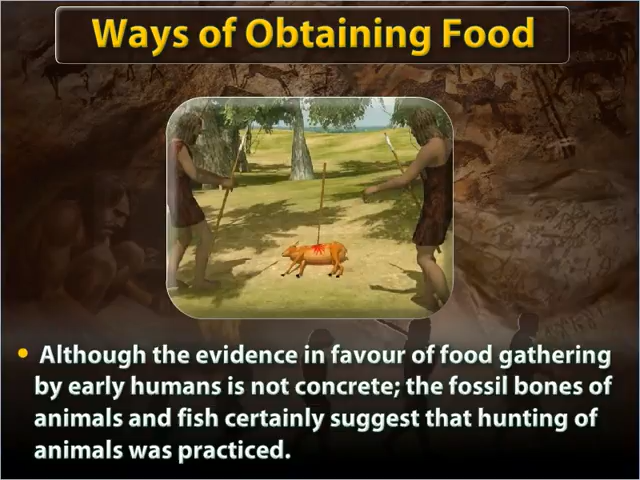 Ways of Obtaining Food
• Although the evidence in favour of food gathering
by early humans is not concrete; the fossil bones of
animals and fish certainly suggest that hunting of
animals was practiced.